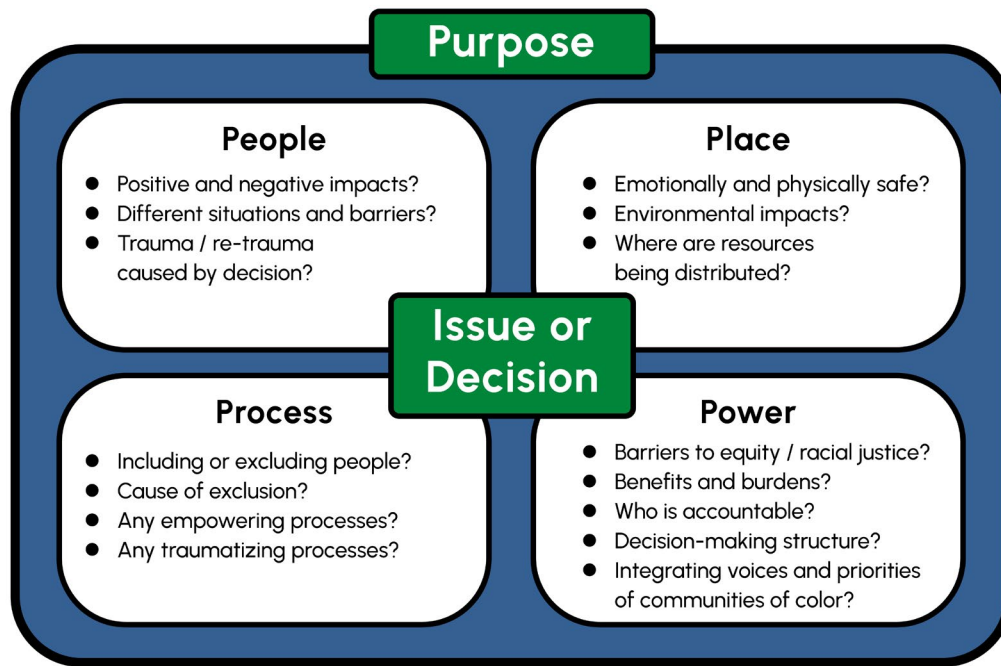 Purpose
People
● Positive and negative impacts?
● Different situations and barriers?
● Trauma / re-trauma
caused by decision?
Place
● Emotionally and physically safe?
● Environmental impacts?
● Where are resources
being distributed?
Issue or
Decision
Process
● Including or excluding people?
● Cause of exclusion?
● Any empowering processes?
● Any traumatizing processes?
Power
● Barriers to equity / racial justice?
● Benefits and burdens?
● Who is accountable?
● Decision-making structure?
● Integrating voices and priorities
of communities of color?